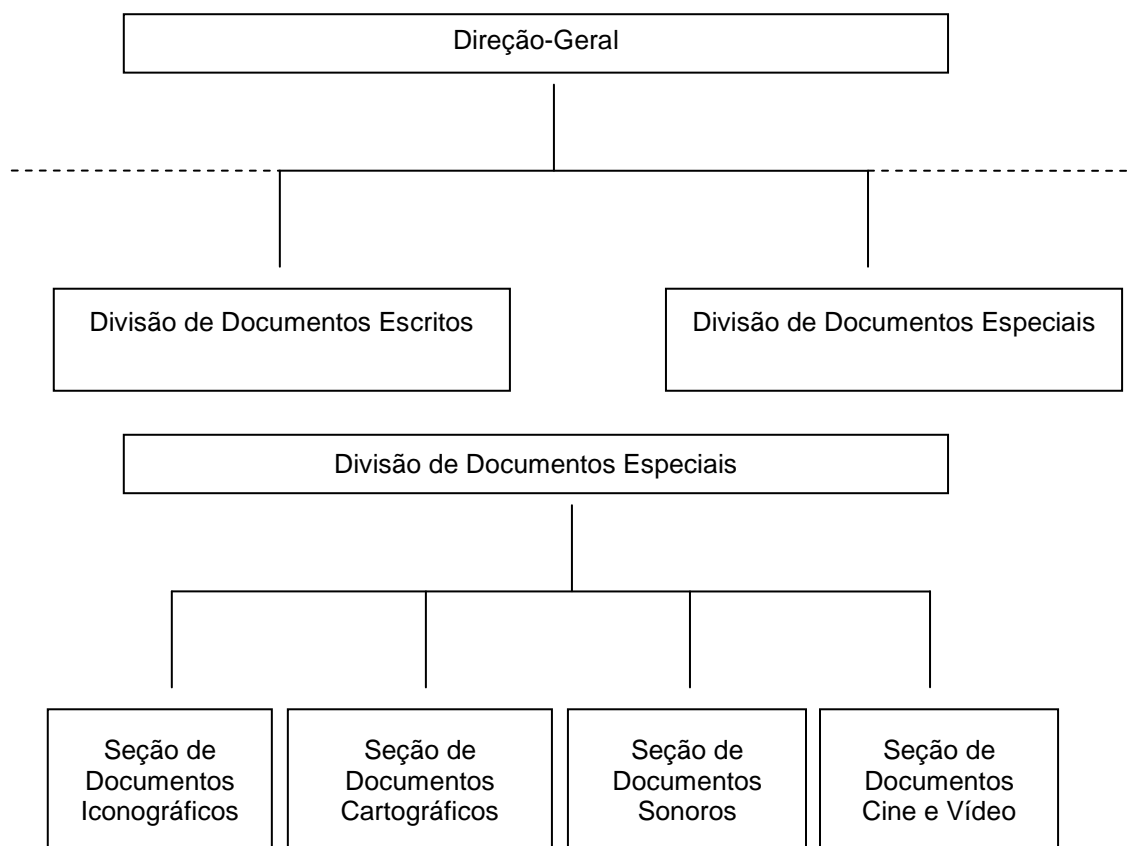 Direção-Geral
Divisão de Documentos Escritos
Divisão de Documentos Especiais
Divisão de Documentos Especiais
Seção de
Documentos
Iconográficos
Seção de
Documentos
Cartográficos
Seção de
Documentos
Sonoros
Seção de
Documentos
Cine e Vídeo